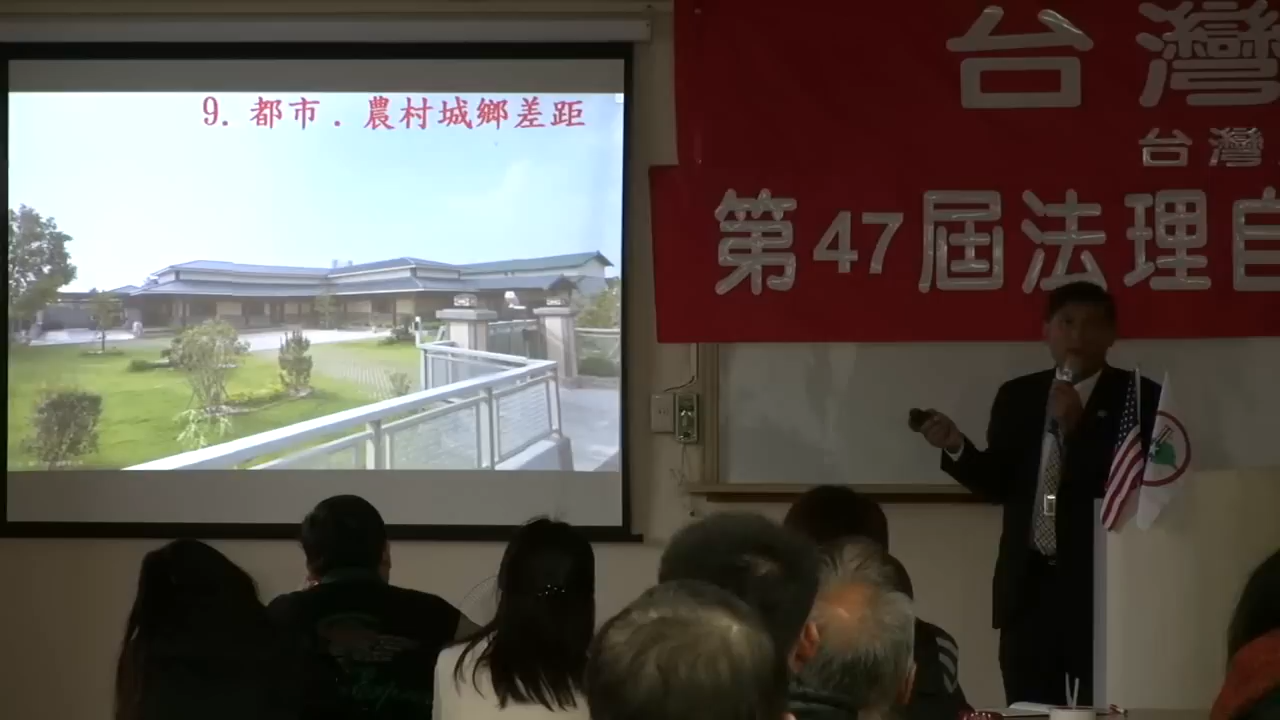 9. 都市. 農村城鄉差距
台灣
台灣
第47屆法理自